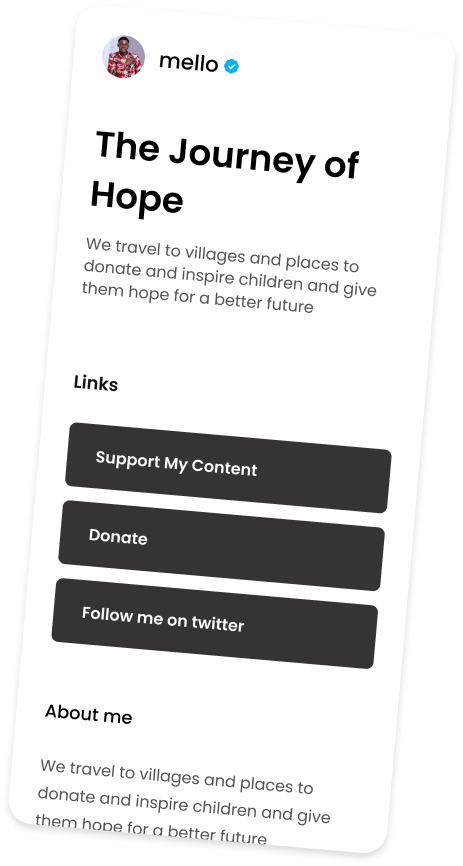 mello
The Journey of
Hope
We travel to villages and places to
donate and inspire children and give
them hope for a better future
Links
Support My Content
Donate
Follow me on twitter
About me
We travel to villages and places to
donate and inspire children and give
them hope for a better future